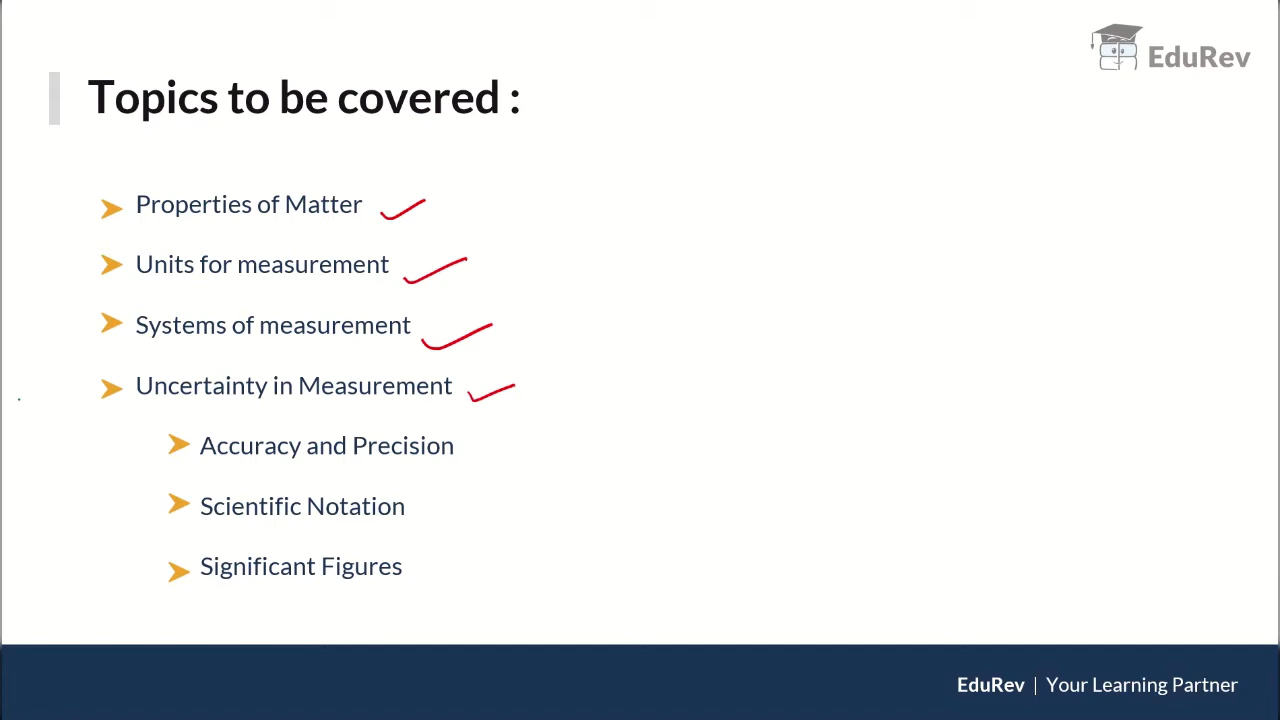 EduRev
Topics to be covered :
Properties of Matter
Units for measurement
Systems of measurement
Uncertainty in Measurement
Accuracy and Precision
Scientific Notation
Significant Figures
EduRev | Your Learning Partner